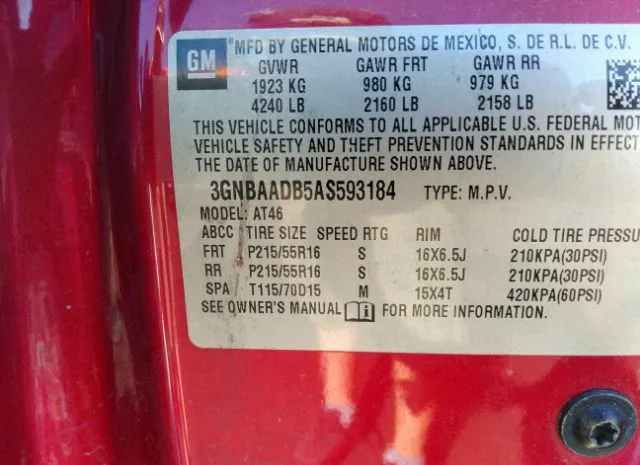 GM
MFD BY GENERAL MOTORS DE MEXICO, S. DE R.L. DE C.V.
GVWR GAWR FRT GAWR RR
1923 KG 980 KG 979 KG
4240 LB 2160 LB 2158 LB
THIS VEHICLE CONFORMS TO ALL APPLICABLE U.S. FEDERAL MOT
VEHICLE SAFETY AND THEFT PREVENTION STANDARDS IN EFFECT
THE DATE OF MANUFACTURE SHOWN ABOVE.
3GNBAADB5AS593184 TYPE: M.P.V.
MODEL: AT46
ABCC TIRE SIZE SPEED RTG RIM COLD TIRE PRESSU
FRT P215/55R16 S 16X6.5J 210KPA(30PSI)
RR P215/55R16 S 16X6.5J 210KPA(30PSI)
SPA T115/70D15 M 15X4T 420KPA(60PSI)
SEE OWNER'S MANUAL i FOR MORE INFORMATION.